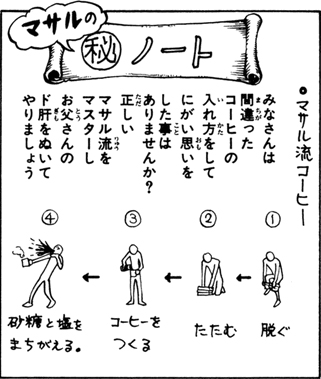 マサルの
㊙ノート
• マサル流コーヒー
みなさんは
間違った
コーヒーの
入れ方をして
にがい思いを
した事は
ありませんか?
正しい
マサル流を
マスターし
お父さんの
ド肝をぬいて
やりましょう
①
脱ぐ
②
たたむ
③
コーヒーを
つくる
④
砂糖と塩を
まちがえる。